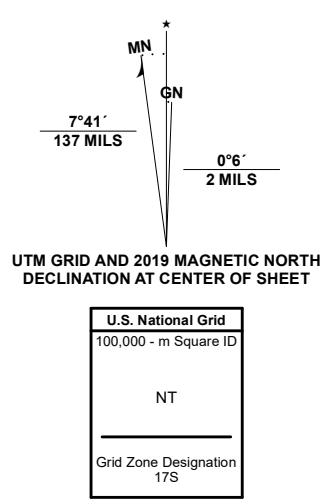 MN
GN
7°41´
137 MILS
0°6´
2 MILS
UTM GRID AND 2019 MAGNETIC NORTH
DECLINATION AT CENTER OF SHEET
U.S. National Grid
100,000 - m Square ID
NT
Grid Zone Designation
17S